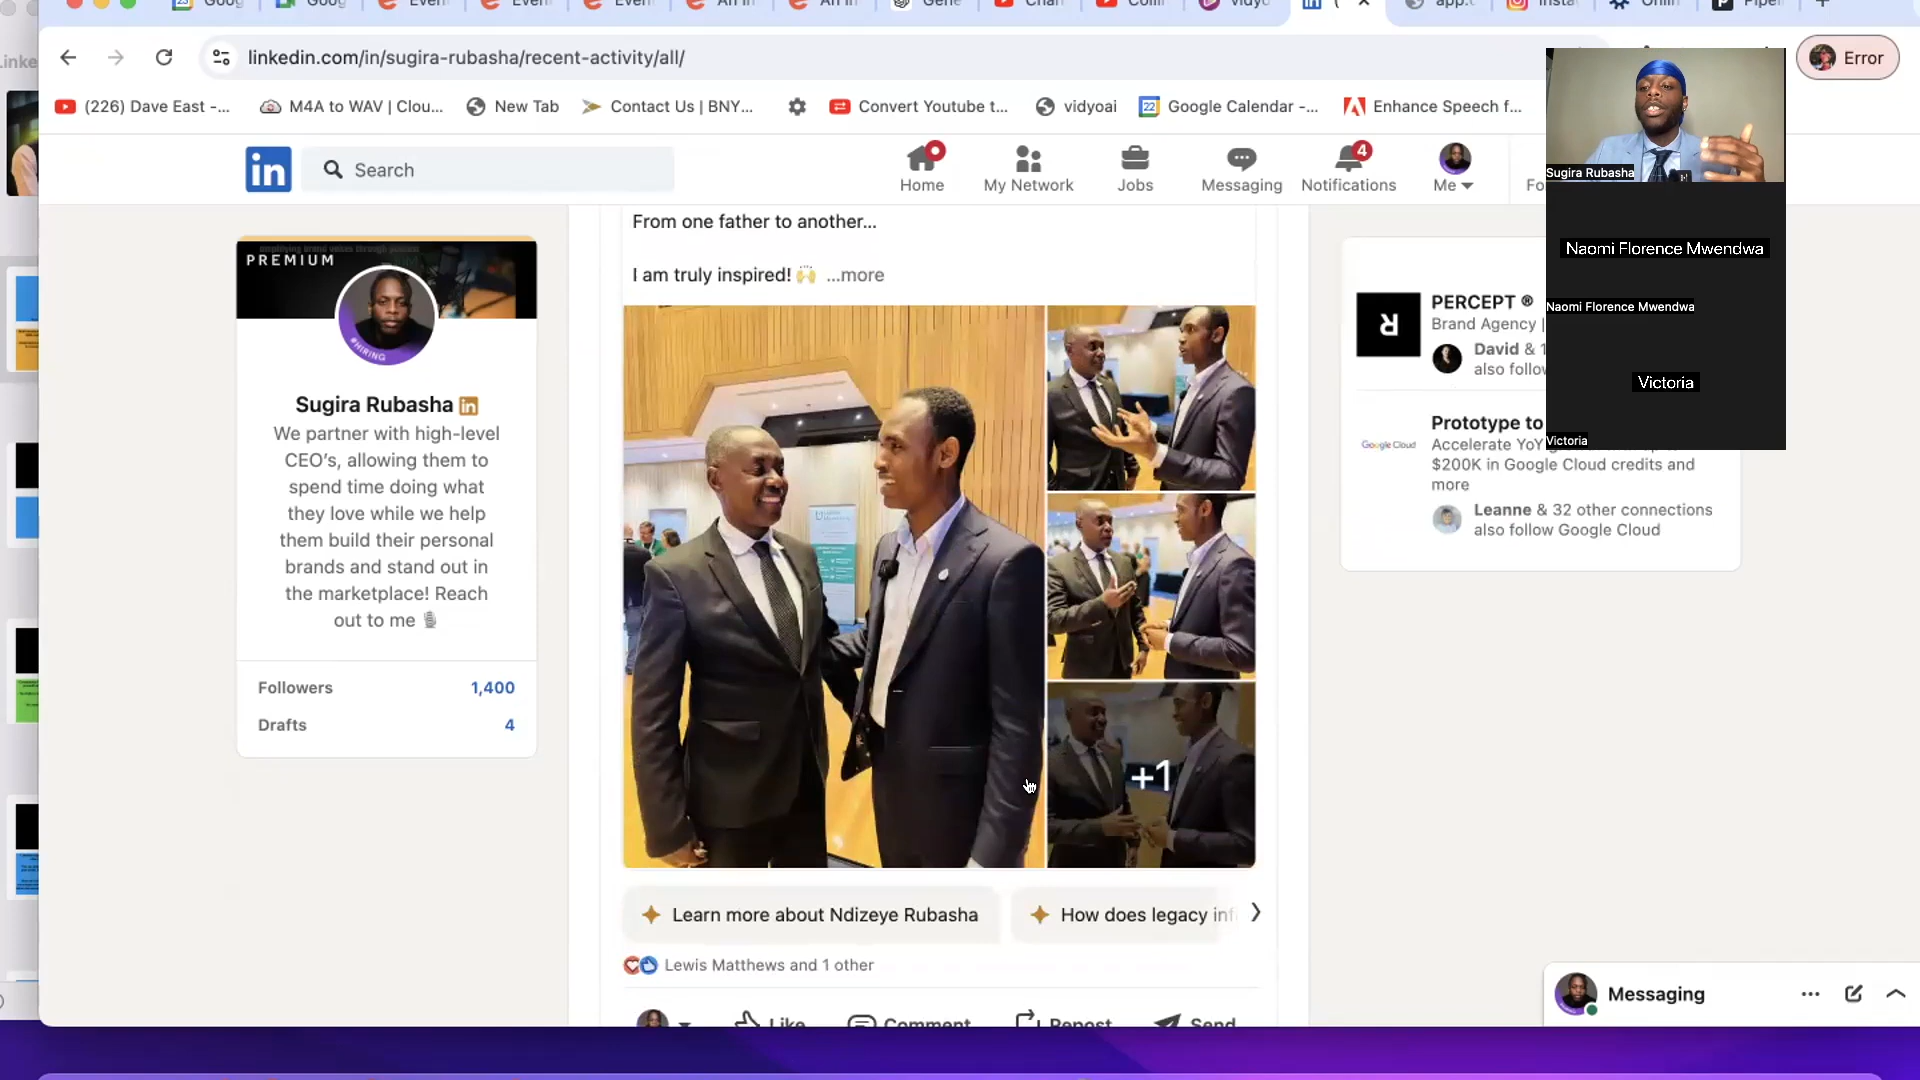 linkedin.com/in/sugira-rubasha/recent-activity/all/
Error
(226) Dave East -...
M4A to WAV | Clou...
New Tab
Contact Us | BNY...
Convert Youtube t...
vidyoai
Google Calendar -...
Enhance Speech f...
in
Search
Home
My Network
Jobs
Messaging
4
Notifications
Me
Sugira Rubasha
Naomi Florence Mwendwa
Naomi Florence Mwendwa
Victoria
Victoria
PREMIUM
#HIRING
Sugira Rubasha
We partner with high-level
CEO's, allowing them to
spend time doing what
they love while we help
them build their personal
brands and stand out in
the marketplace! Reach
out to me
Followers 1,400
Drafts 4
From one father to another...
I am truly inspired! 🙌 ...more
+1
Learn more about Ndizeye Rubasha
How does legacy inf
Lewis Matthews and 1 other
Like
Comment
Repost
Send
PERCEPT ®
Brand Agency |
David & 1
also follow
Prototype to
Google Cloud
Accelerate YoY
$200K in Google Cloud credits and
more
Leanne & 32 other connections
also follow Google Cloud
Messaging